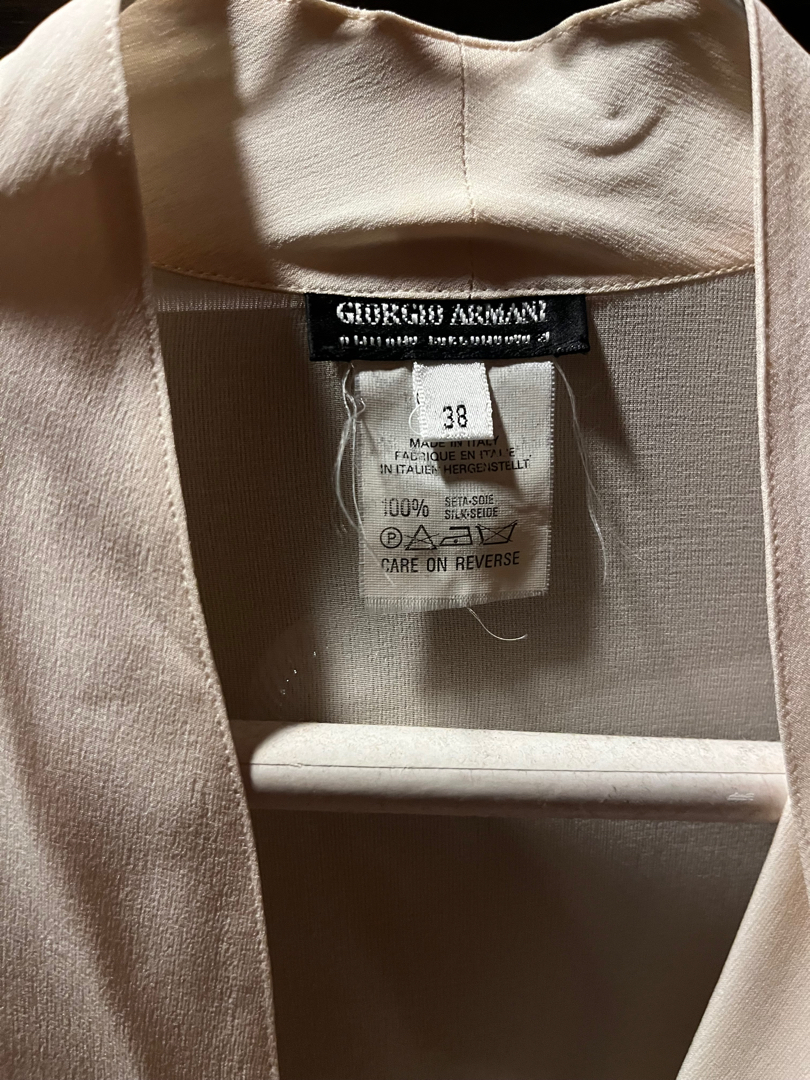 GIORGIO ARMANI
38
MADE IN ITALY
FABRIQUE EN ITALIE
IN ITALIEN HERGENSTELLT
100% SETA-SOIE
SILK-SEIDE
P
CARE ON REVERSE